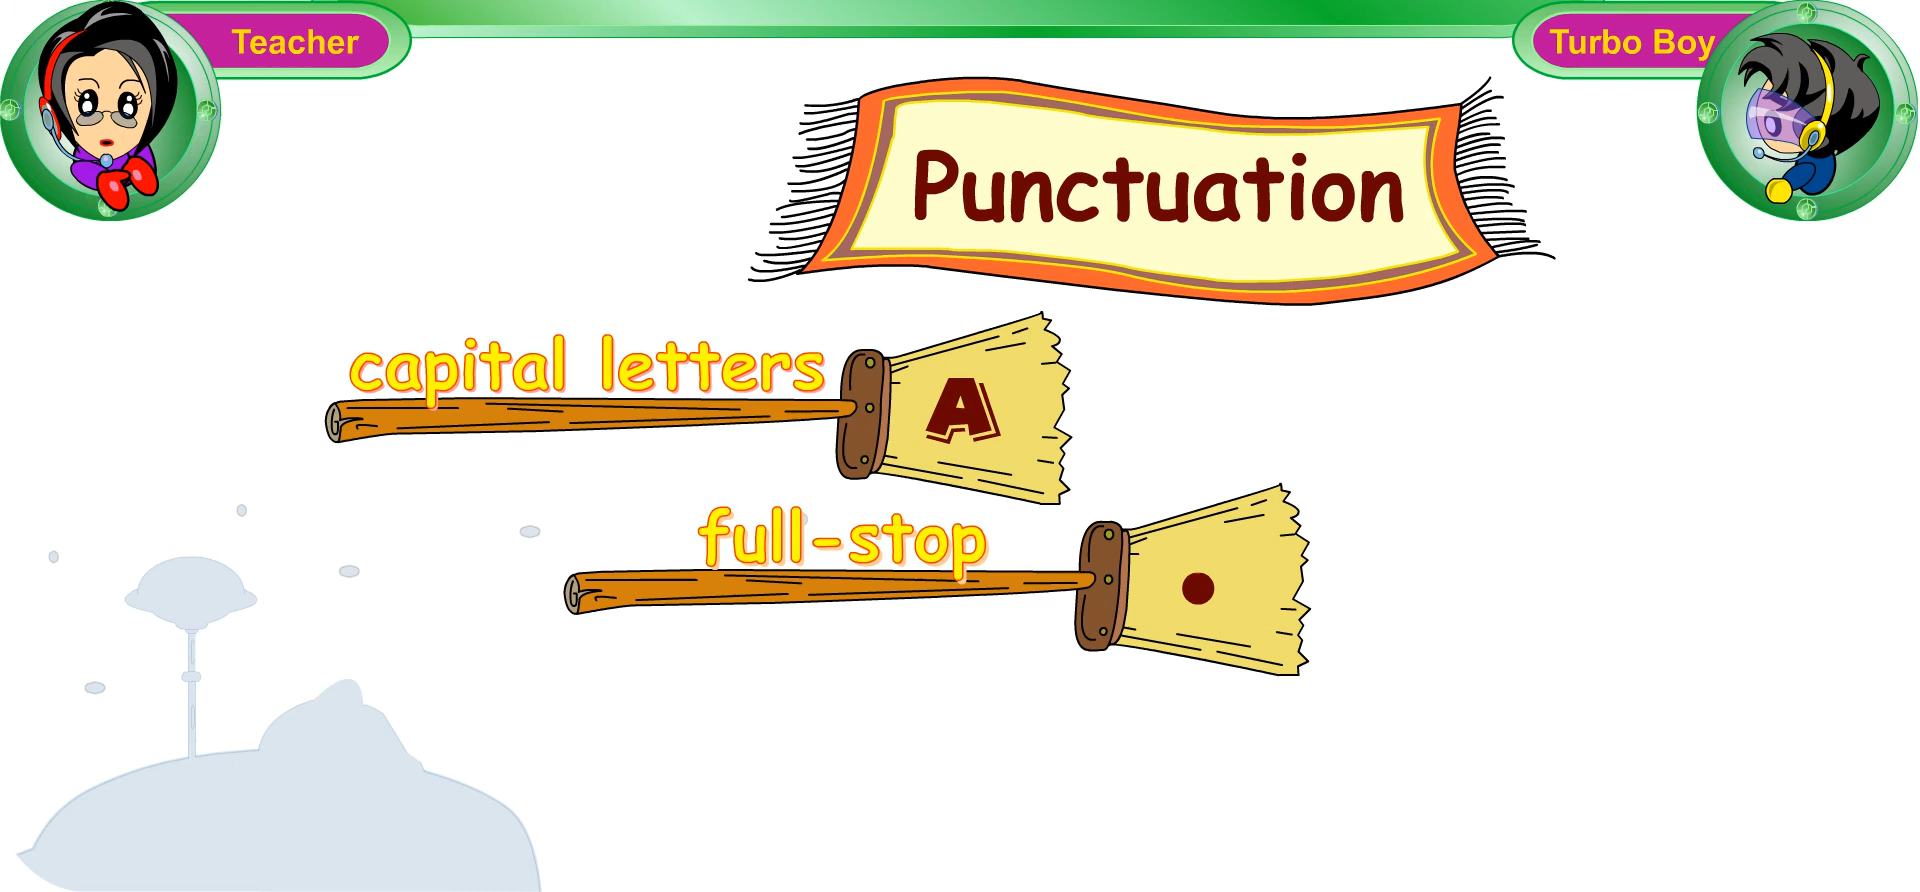 Teacher
Turbo Boy
Punctuation
capital letters
A
full-stop
.